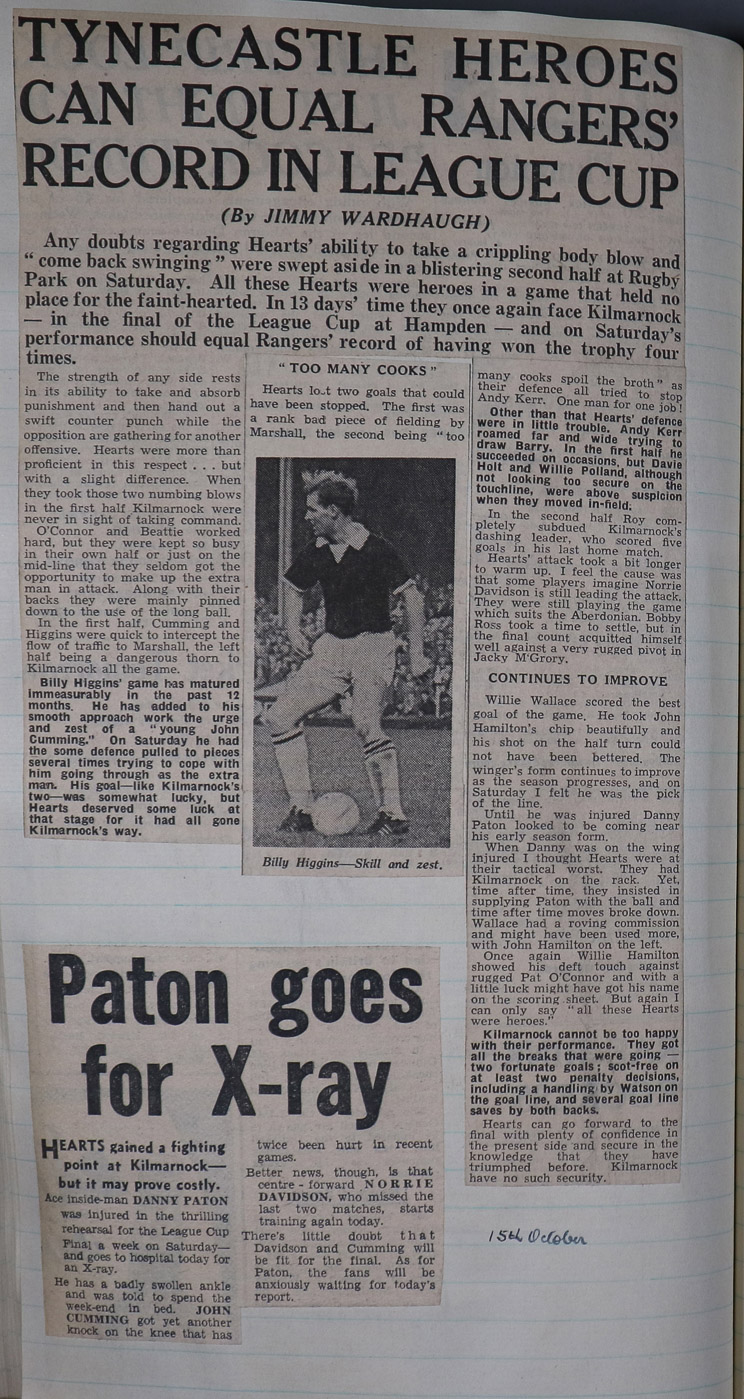 TYNECASTLE HEROES
CAN EQUAL RANGERS'
RECORD IN LEAGUE CUP
(By JIMMY WARDHAUGH)
Any doubts regarding Hearts' ability to take a crippling body blow and
"come back swinging" were swept aside in a blistering second half at Rugby
Park on Saturday. All these Hearts were heroes in a game that held no
place for the faint-hearted. In 13 days' time they once again face Kilmarnock
— in the final of the League Cup at Hampden — and on Saturday's
performance should equal Rangers' record of having won the trophy four
times.
The strength of any side rests
in its ability to take and absorb
punishment and then hand out a
swift counter punch while the
opposition are gathering for another
offensive. Hearts were more than
proficient in this respect . . . but
with a slight difference. When
they took those two numbing blows
in the first half Kilmarnock were
never in sight of taking command.
O'Connor and Beattie worked
hard, but they were kept so busy
in their own half or just on the
mid-line that they seldom got the
opportunity to make up the extra
man in attack. Along with their
backs they were mainly pinned
down to the use of the long ball.
In the first half, Cumming and
Higgins were quick to intercept the
flow of traffic to Marshall, the left
half being a dangerous thorn to
Kilmarnock all the game.
Billy Higgins' game has matured
immeasurably in the past 12
months. He has added to his
smooth approach work the urge
and zest of a "young John
Cumming." On Saturday he had
the some defence pulled to pieces
several times trying to cope with
him going through as the extra
man. His goal—like Kilmarnock's
two—was somewhat lucky, but
Hearts deserved some luck at
that stage for it had all gone
Kilmarnock's way.
"TOO MANY COOKS"
Hearts lost two goals that could
have been stopped. The first was
a rank bad piece of fielding by
Marshall, the second being "too
Billy Higgins—Skill and zest.
many cooks spoil the broth" as
their defence all tried to stop
Andy Kerr. One man for one job!
Other than that Hearts' defence
were in little trouble. Andy Kerr
roamed far and wide trying to
draw Barry. In the first half he
succeeded on occasions, but Davie
Holt and Willie Polland, although
not looking too secure on the
touchline, were above suspicion
when they moved in-field.
In the second half Roy com-
pletely subdued Kilmarnock's
dashing leader, who scored five
goals in his last home match.
Hearts' attack took a bit longer
to warm up. I feel the cause was
that some players imagine Norrie
Davidson is still leading the attack.
They were still playing the game
which suits the Aberdonian. Bobby
Ross took a time to settle, but in
the final count acquitted himself
well against a very rugged pivot in
Jacky M'Grory.
CONTINUES TO IMPROVE
Willie Wallace scored the best
goal of the game. He took John
Hamilton's chip beautifully and
his shot on the half turn could
not have been bettered. The
winger's form continues to improve
as the season progresses, and on
Saturday I felt he was the pick
of the line.
Until he was injured Danny
Paton looked to be coming near
his early season form.
When Danny was on the wing
injured I thought Hearts were at
their tactical worst. They had
Kilmarnock on the rack. Yet,
time after time, they insisted in
supplying Paton with the ball and
time after time moves broke down.
Wallace had a roving commission
and might have been used more,
with John Hamilton on the left.
Once again Willie Hamilton
showed his deft touch against
rugged Pat O'Connor and with a
little luck might have got his name
on the scoring sheet. But again I
can only say "all these Hearts
were heroes."
Kilmarnock cannot be too happy
with their performance. They got
all the breaks that were going —
two fortunate goals; scot-free on
at least two penalty decisions,
including a handling by Watson on
the goal line, and several goal line
saves by both backs.
Hearts can go forward to the
final with plenty of confidence in
the present side and secure in the
knowledge that they have
triumphed before. Kilmarnock
have no such security.
15th October
Paton goes
for X-ray
HEARTS gained a fighting
point at Kilmarnock—
but it may prove costly.
Ace inside-man DANNY PATON
was injured in the thrilling
rehearsal for the League Cup
Final a week on Saturday—
and goes to hospital today for
an X-ray.
He has a badly swollen ankle
and was told to spend the
week-end in bed. JOHN
CUMMING got yet another
knock on the knee that has
twice been hurt in recent
games.
Better news, though, is that
centre-forward NORRIE
DAVIDSON, who missed the
last two matches, starts
training again today.
There's little doubt that
Davidson and Cumming will
be fit for the final. As for
Paton, the fans will be
anxiously waiting for today's
report.